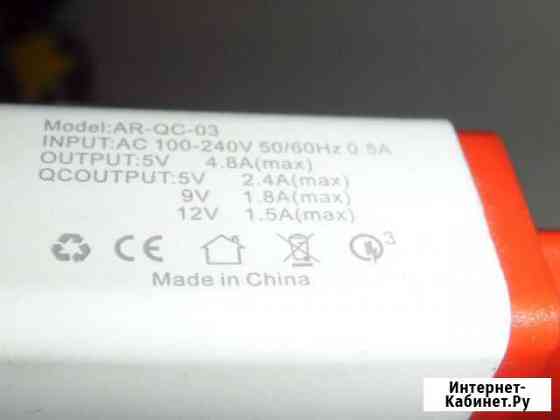 Model:AR-QC-03
INPUT:AC 100-240V 50/60Hz 0.8A
OUTPUT:5V 4.8A(max)
QCOUTPUT:5V 2.4A(max)
9V 1.8A(max)
12V 1.5A(max)
CE 3
Made in China
Интернет-
Кабинет.Ру